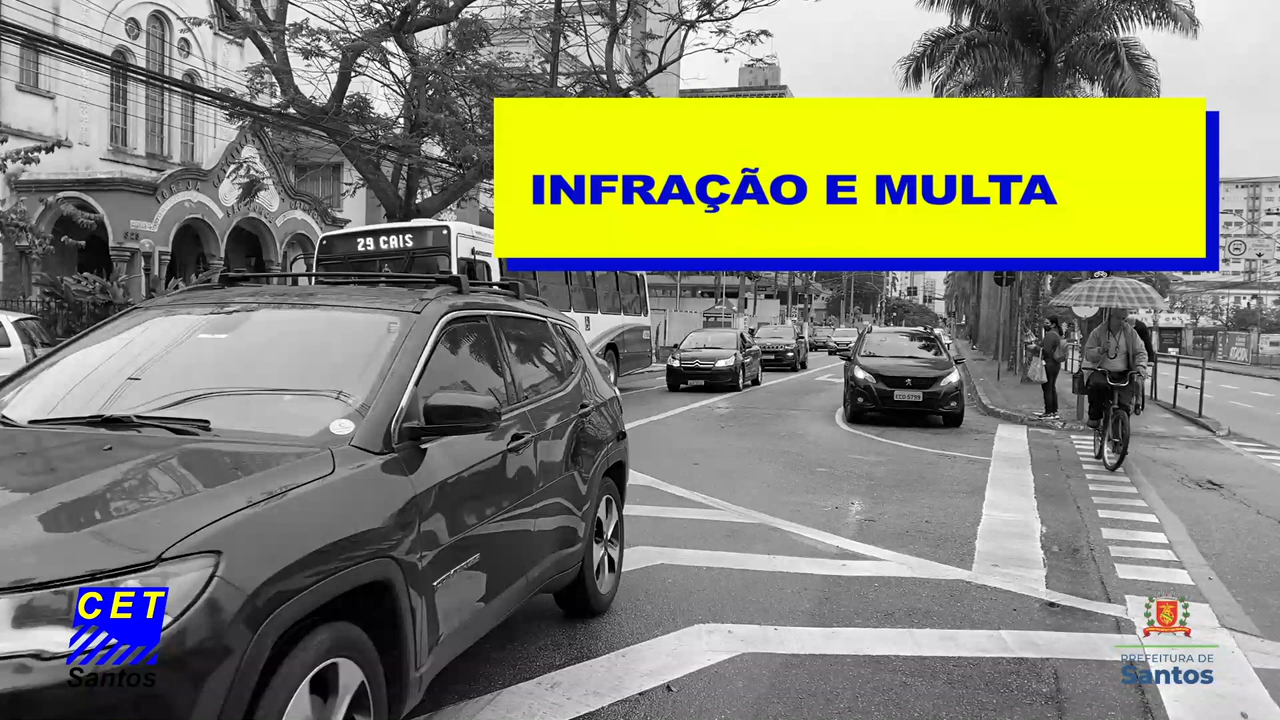 INFRAÇÃO E MULTA
29 CAIS
CET
Santos
PREFEITURA DE
Santos